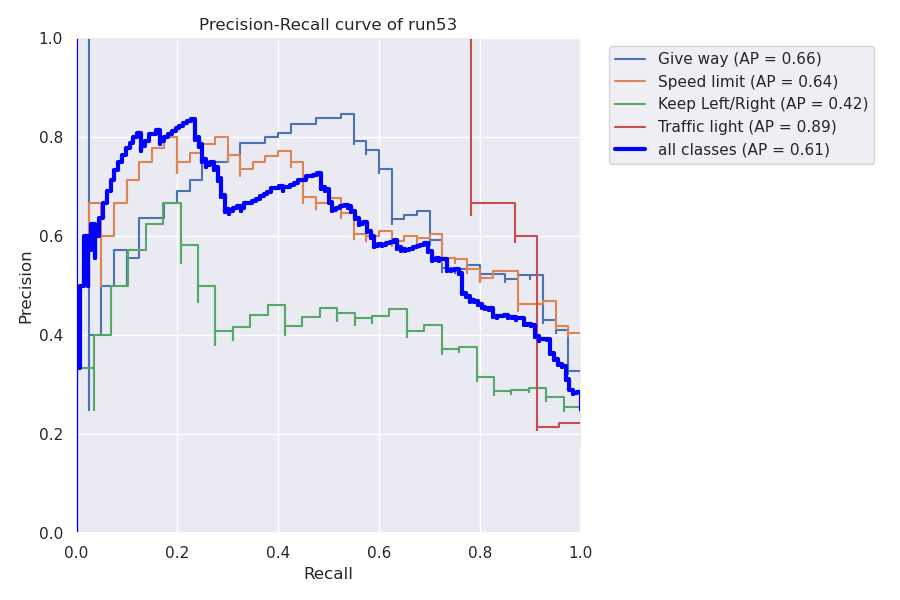 Precision-Recall curve of run53
1.0
0.8
0.6
0.4
0.2
0.0
Precision
0.0 0.2 0.4 0.6 0.8 1.0
Recall
Give way (AP = 0.66)
Speed limit (AP = 0.64)
Keep Left/Right (AP = 0.42)
Traffic light (AP = 0.89)
all classes (AP = 0.61)